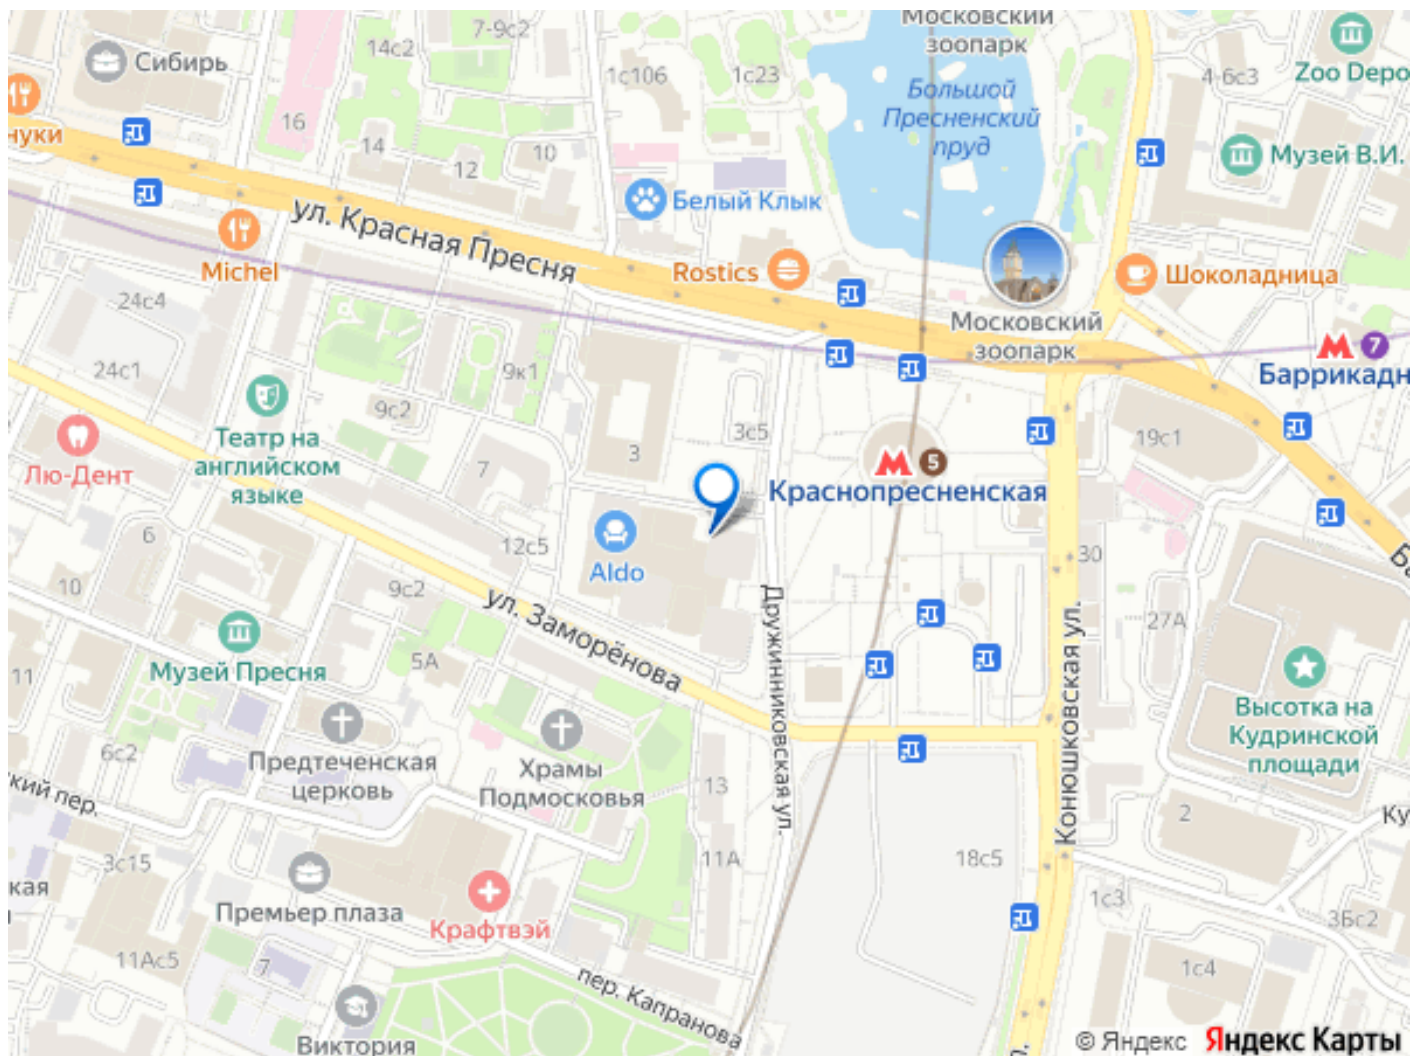 Московский
зоопарк
7-9с2
14с2
Сибирь
1с106
1с23
4-6с3
Zoo Depo
Большой
Пресненский
пруд
нуки
16
14
12
10
Музей В.И.
Белый Клык
ул. Красная Пресня
Michel
Rostics
Шоколадница
24с4
Московский
зоопарк
24с1
9к1
9с2
7
Баррикадн
Театр на
английском
языке
3с5
3
19с1
Лю-Дент
5
Краснопресненская
6
12с5
Aldo
30
Ба
10
9с2
ул. Заморёнова
Дружинниковская ул.
Конюшковская ул.
27А
Музей Пресня
5А
11
Высотка на
Кудринской
площади
6с2
Предтеченская
церковь
Храмы
Подмосковья
13
2
Ку
кий пер.
3с15
11А
18с5
кая
Премьер плаза
Крафтвэй
1с3
3Бс2
11Ас5
7
1с4
пер. Капранова
Виктория
© Яндекс Яндекс Карты